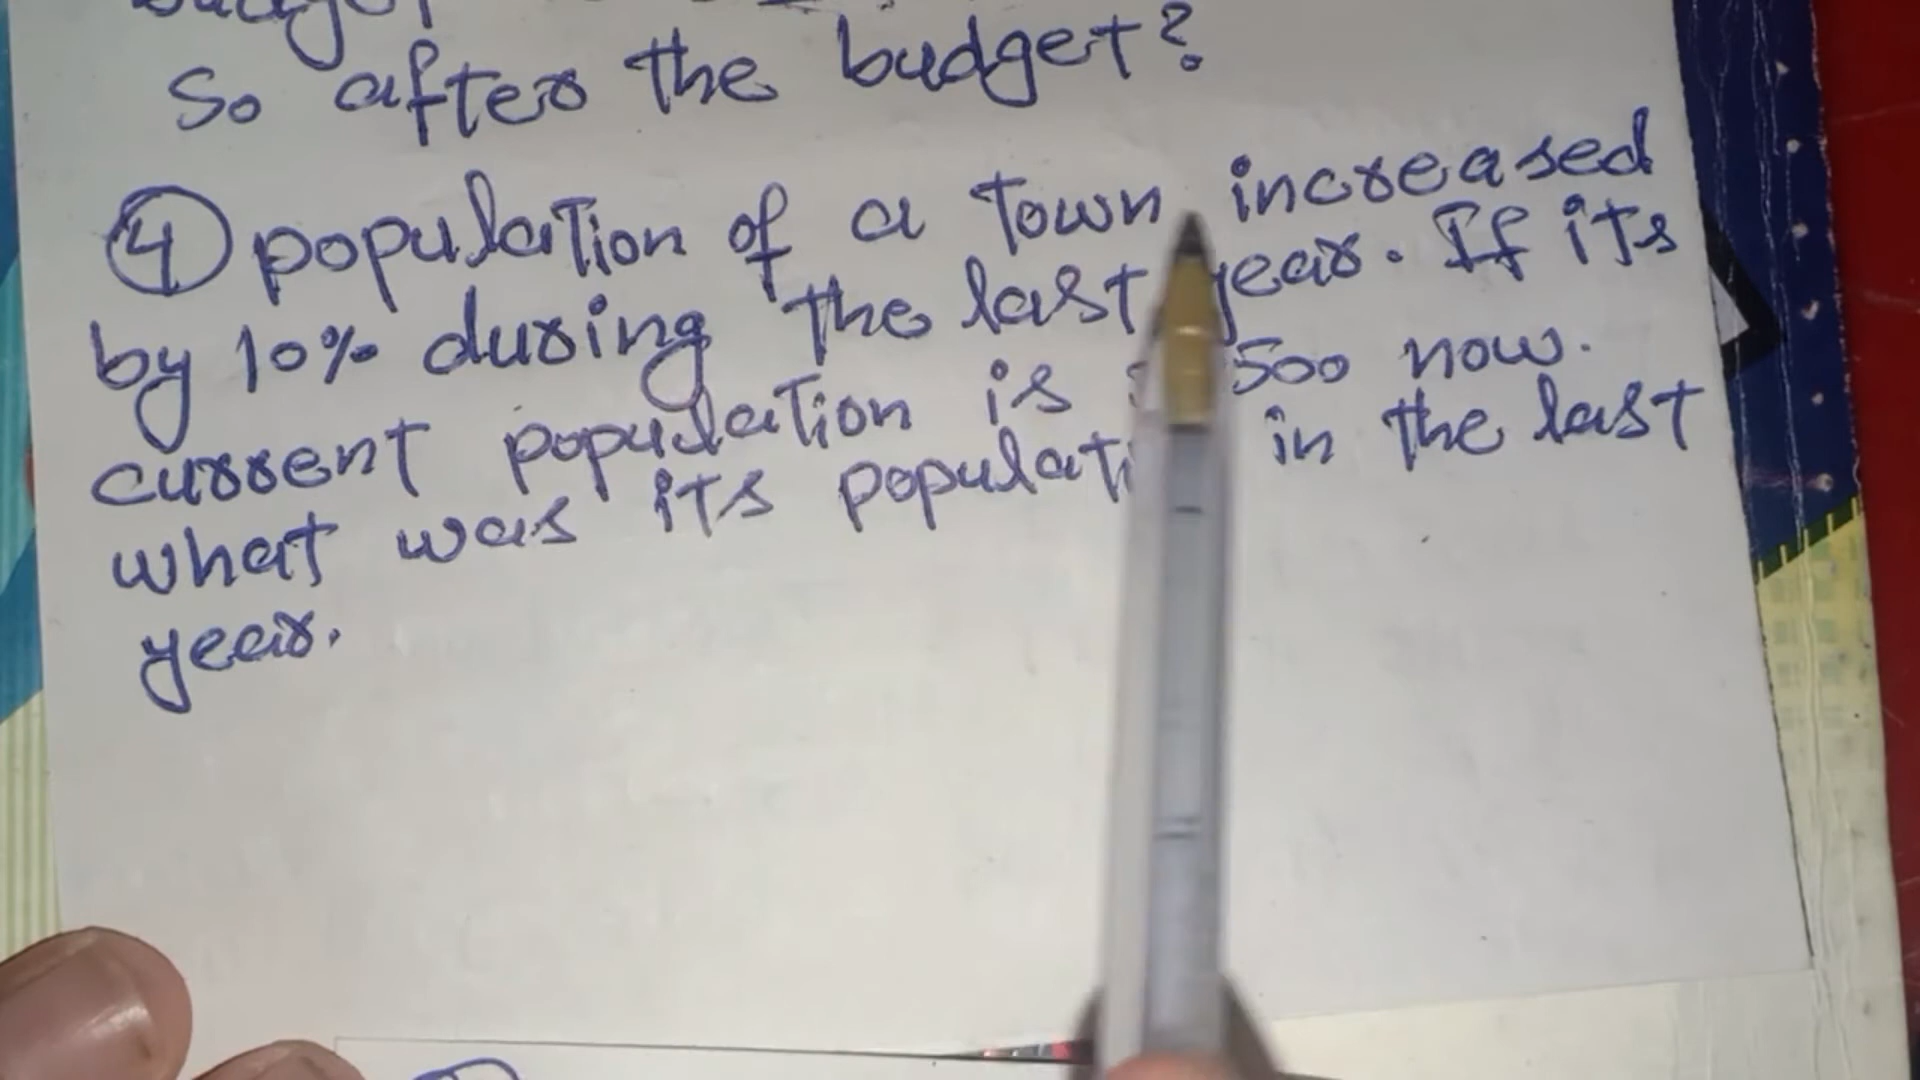 So after the budget?
④ population of a town increased
by 10% during the last year. If its
current population is 500 now.
what was its populati in the last
year.